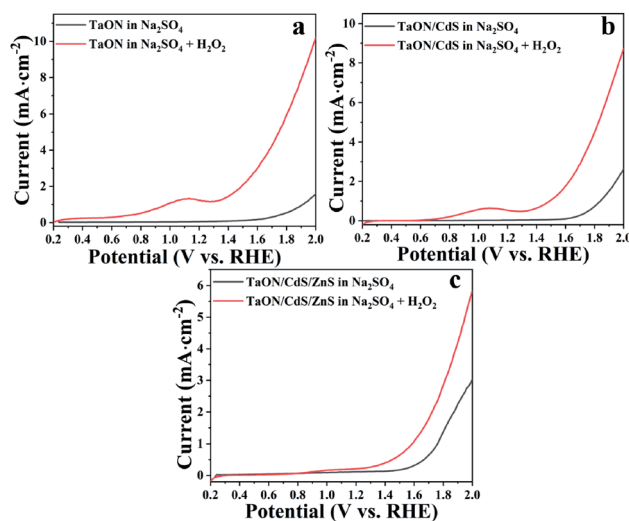 a
TaON in Na₂SO₄
TaON in Na₂SO₄ + H₂O₂
Current (mA·cm⁻²)
10
8
6
4
2
0
0.2 0.4 0.6 0.8 1.0 1.2 1.4 1.6 1.8 2.0
Potential (V vs. RHE)
b
TaON/CdS in Na₂SO₄
TaON/CdS in Na₂SO₄ + H₂O₂
Current (mA·cm⁻²)
10
8
6
4
2
0
0.2 0.4 0.6 0.8 1.0 1.2 1.4 1.6 1.8 2.0
Potential (V vs. RHE)
c
TaON/CdS/ZnS in Na₂SO₄
TaON/CdS/ZnS in Na₂SO₄ + H₂O₂
Current (mA·cm⁻²)
6
5
4
3
2
1
0
0.2 0.4 0.6 0.8 1.0 1.2 1.4 1.6 1.8 2.0
Potential (V vs. RHE)